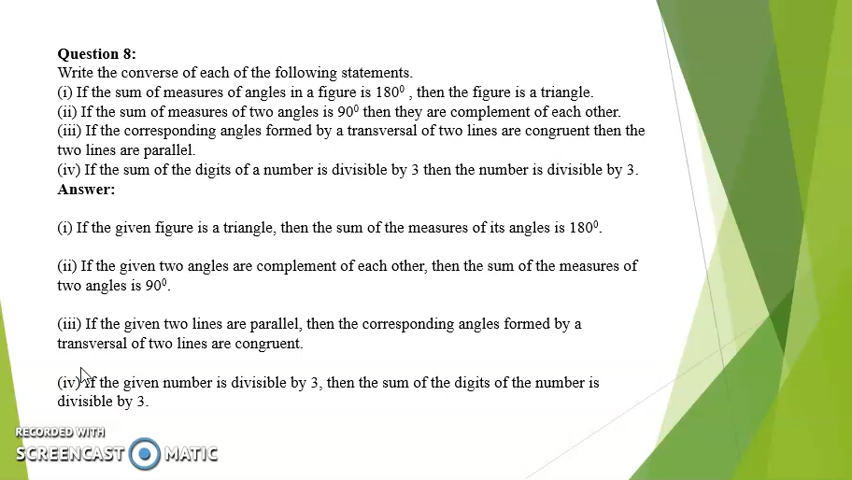 Question 8:
Write the converse of each of the following statements.
(i) If the sum of measures of angles in a figure is 180⁰ , then the figure is a triangle.
(ii) If the sum of measures of two angles is 90⁰ then they are complement of each other.
(iii) If the corresponding angles formed by a transversal of two lines are congruent then the
two lines are parallel.
(iv) If the sum of the digits of a number is divisible by 3 then the number is divisible by 3.
Answer:
(i) If the given figure is a triangle, then the sum of the measures of its angles is 180⁰.
(ii) If the given two angles are complement of each other, then the sum of the measures of
two angles is 90⁰.
(iii) If the given two lines are parallel, then the corresponding angles formed by a
transversal of two lines are congruent.
(iv) If the given number is divisible by 3, then the sum of the digits of the number is
divisible by 3.
RECORDED WITH
SCREENCAST MATIC